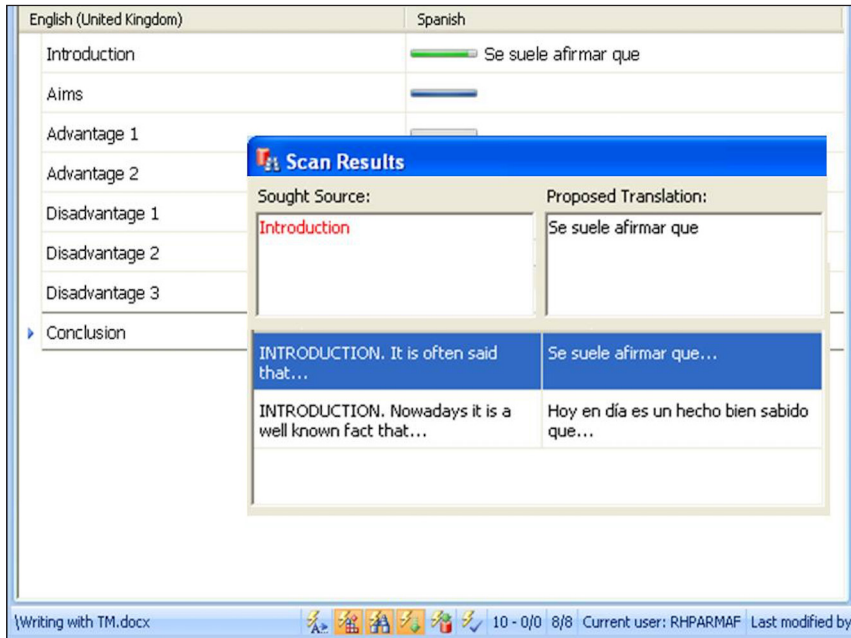 English (United Kingdom) Spanish
Introduction Se suele afirmar que
Aims
Advantage 1
Advantage 2
Disadvantage 1
Disadvantage 2
Disadvantage 3
Conclusion
Scan Results
Sought Source: Proposed Translation:
Introduction Se suele afirmar que
INTRODUCTION. It is often said Se suele afirmar que...
that...
INTRODUCTION. Nowadays it is a Hoy en día es un hecho bien sabido
well known fact that... que...
\Writing with TM.docx 10 - 0/0 8/8 Current user: RHPARMAF Last modified by